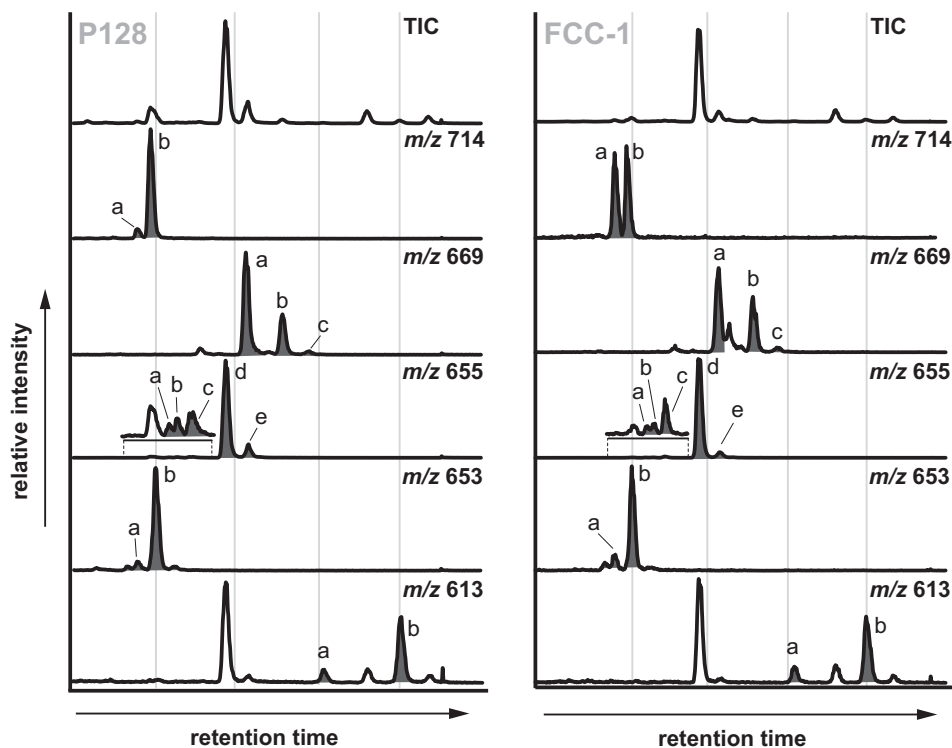 P128
TIC
m/z 714
a
b
m/z 669
a
b
c
m/z 655
a
b
c
d
e
m/z 653
a
b
m/z 613
a
b
retention time
relative intensity
FCC-1
TIC
m/z 714
a
b
m/z 669
a
b
c
m/z 655
a
b
c
d
e
m/z 653
a
b
m/z 613
a
b
retention time